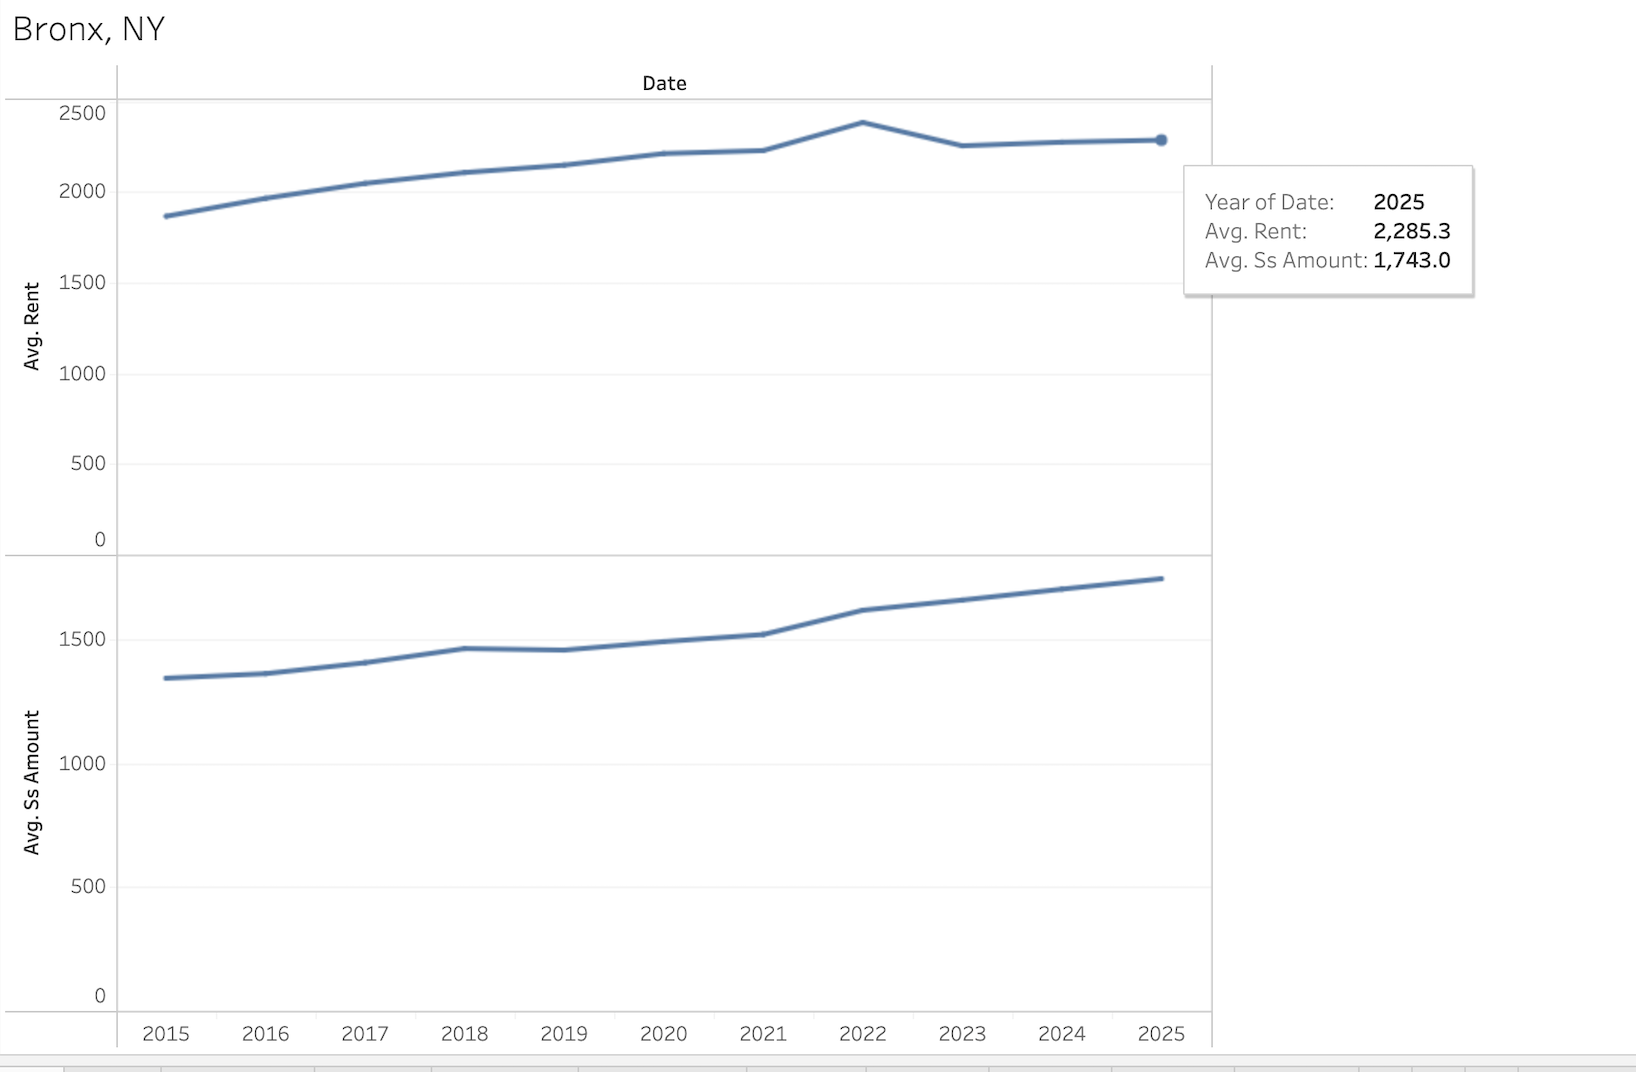 Bronx, NY
Date
2500
2000
1500
1000
500
0
Avg. Rent
Year of Date: 2025
Avg. Rent: 2,285.3
Avg. Ss Amount: 1,743.0
1500
1000
500
0
Avg. Ss Amount
2015 2016 2017 2018 2019 2020 2021 2022 2023 2024 2025